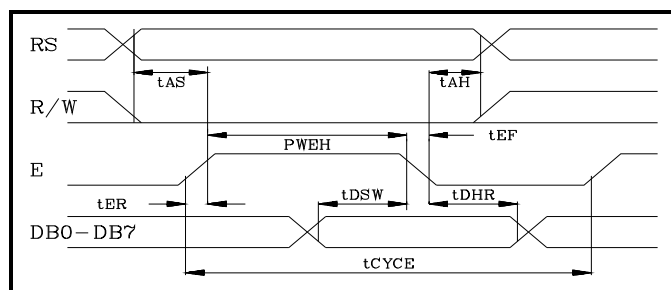 RS
tAS
tAH
R/W
tEF
PWEH
E
tDSW
tDHR
tER
DB0-DB7
tCYCE